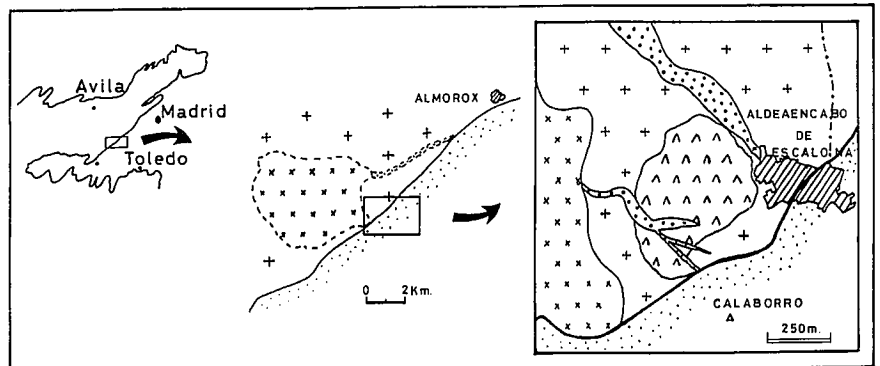 Avila
Madrid
Toledo
ALMOROX
0 2Km.
ALDEAENCABO
DE
ESCALONA
CALABORRO
250m.